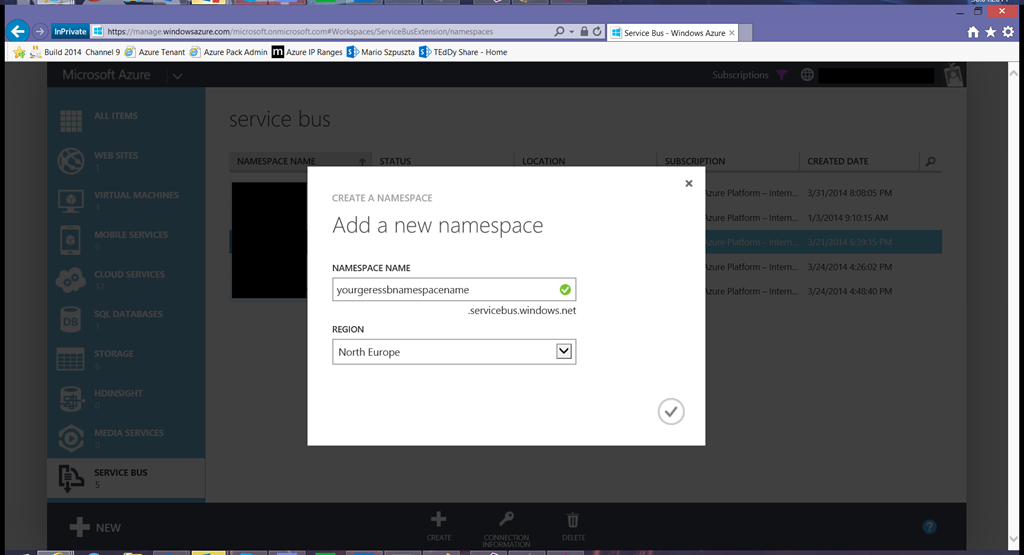 InPrivate
https://manage.windowsazure.com/microsoft.onmicrosoft.com#Workspaces/ServiceBusExtension/namespaces
Service Bus - Windows Azure
Build 2014 Channel 9 Azure Tenant Azure Pack Admin m Azure IP Ranges Mario Szpuszta TEdDy Share - Home
Microsoft Azure
Subscriptions
ALL ITEMS
WEB SITES
1
VIRTUAL MACHINES
MOBILE SERVICES
0
CLOUD SERVICES
SQL DATABASES
DB
STORAGE
HDINSIGHT
0
MEDIA SERVICES
0
SERVICE BUS
5
service bus
NAMESPACE NAME STATUS LOCATION SUBSCRIPTION CREATED DATE
Azure Platform – Intern... 3/31/2014 8:08:05 PM
Azure Platform – Intern... 1/3/2014 9:10:15 AM
Azure Platform – Intern... 3/21/2014 6:39:15 PM
Azure Platform – Intern... 3/24/2014 4:26:02 PM
Azure Platform – Intern... 3/24/2014 4:48:40 PM
CREATE A NAMESPACE
Add a new namespace
NAMESPACE NAME
yourgeressbnamespacename
.servicebus.windows.net
REGION
North Europe
NEW
CREATE
CONNECTION
INFORMATION
DELETE
?